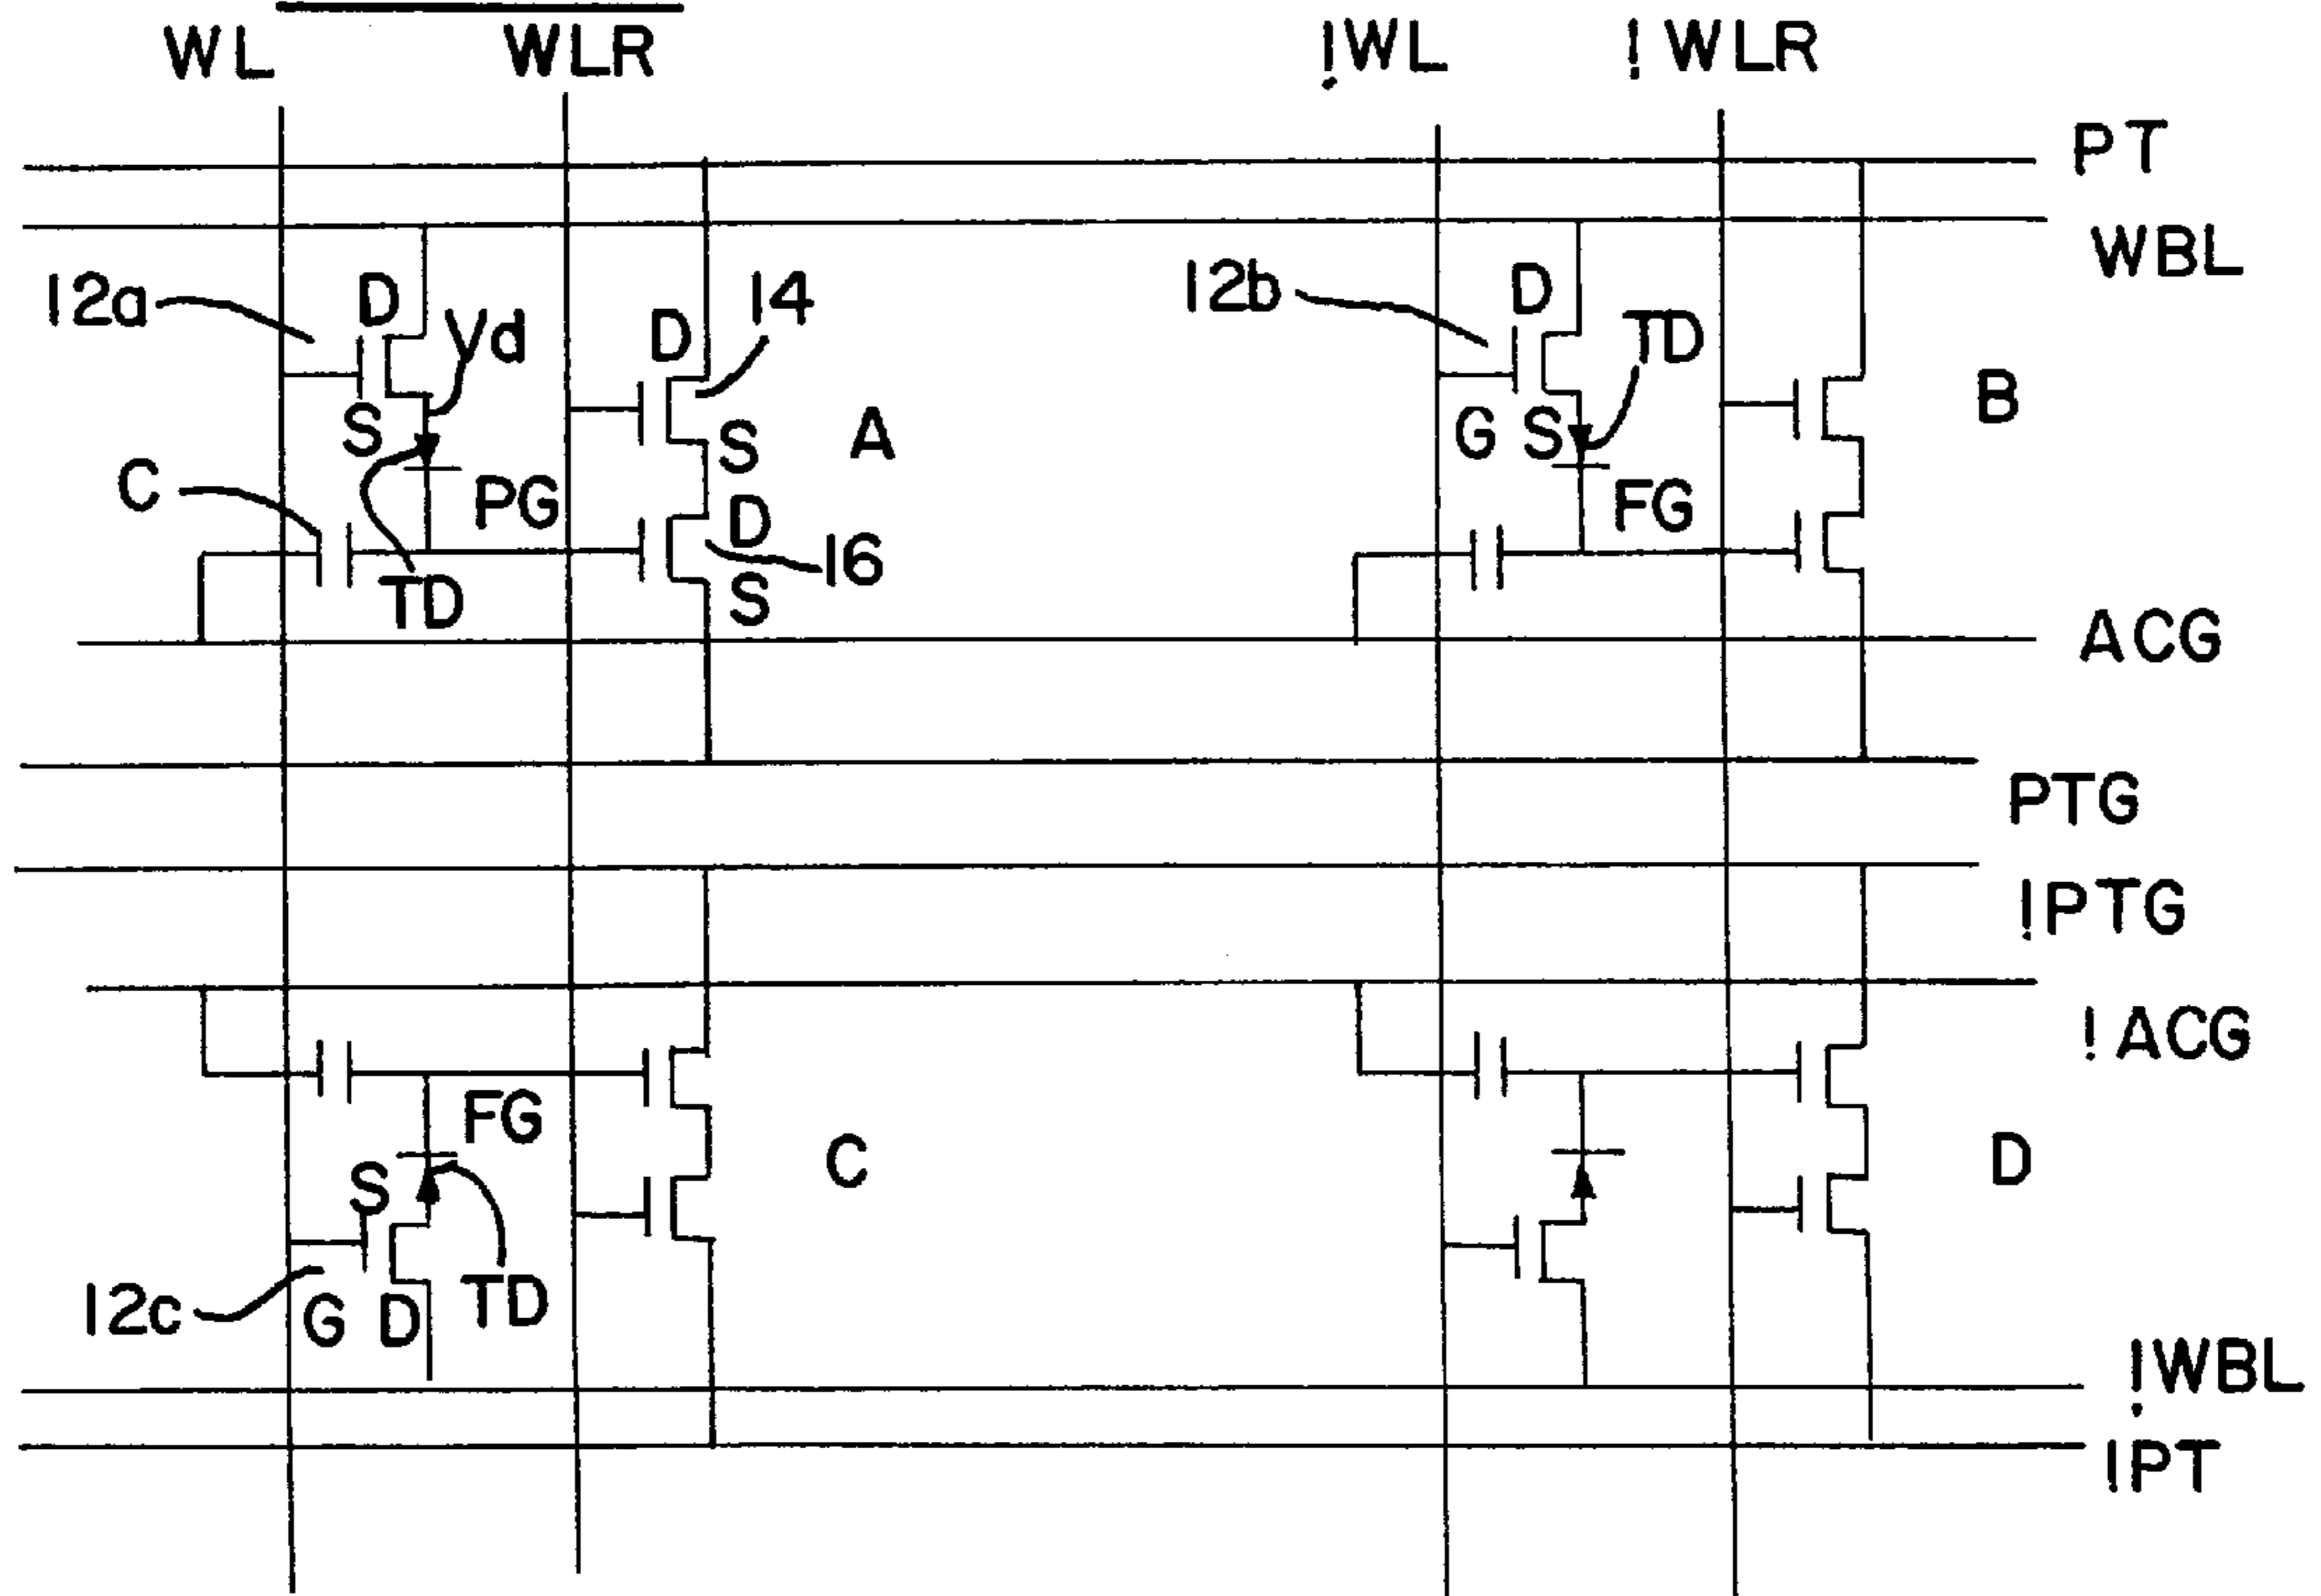 WL WLR !WL !WLR
PT
WBL
12a D Vd D 14 12b D TD
S S A G S B
C PG D FG
TD S 16
ACG
PTG
!PTG
!ACG
FG
S C D
12c G D TD
!WBL
!PT